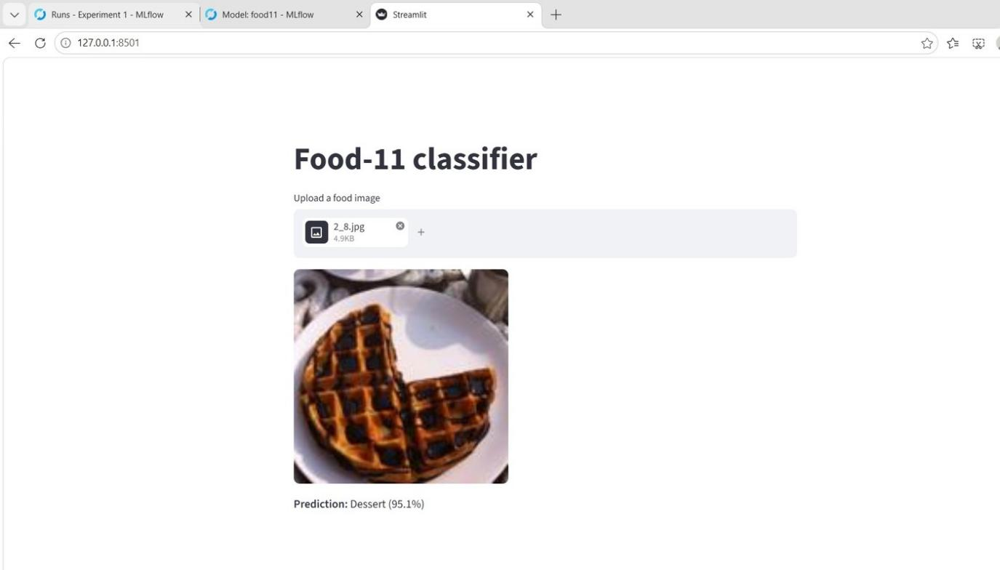 Runs - Experiment 1 - MLflow
Model: food11 - MLflow
Streamlit
127.0.0.1:8501
Food-11 classifier
Upload a food image
2_8.jpg
4.9KB
Prediction: Dessert (95.1%)